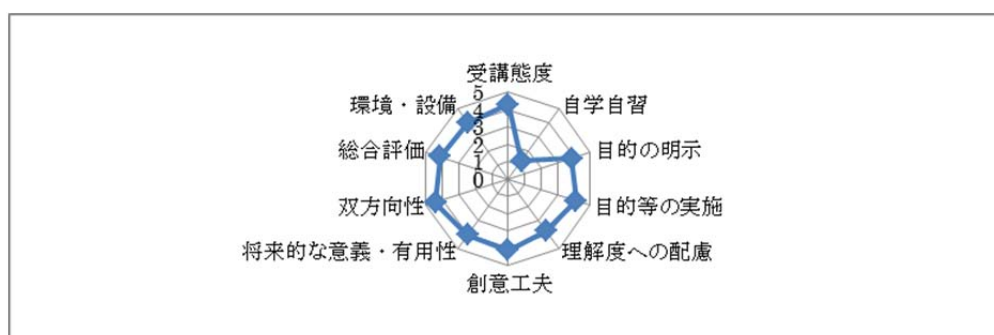 受講態度
自学自習
目的の明示
目的等の実施
理解度への配慮
創意工夫
将来的な意義・有用性
双方向性
総合評価
環境・設備
5
4
3
2
1
0